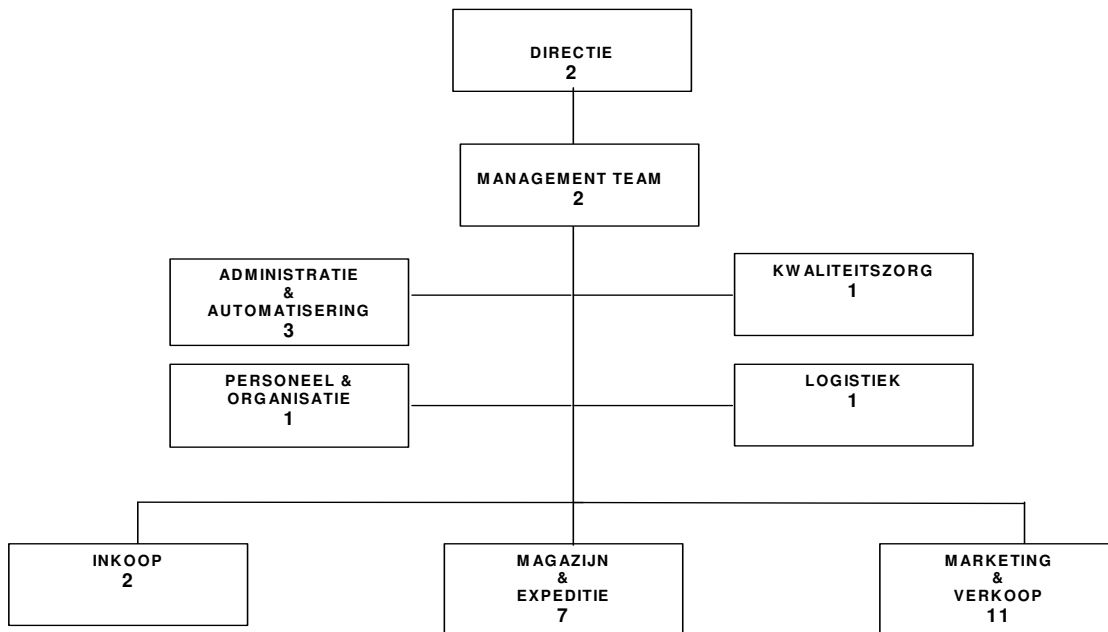 DIRECTIE
2
MANAGEMENT TEAM
2
ADMINISTRATIE
&
AUTOMATISERING
3
KWALITEITSZORG
1
PERSONEEL &
ORGANISATIE
1
LOGISTIEK
1
INKOOP
2
MAGAZIJN
&
EXPEDITIE
7
MARKETING
&
VERKOOP
11